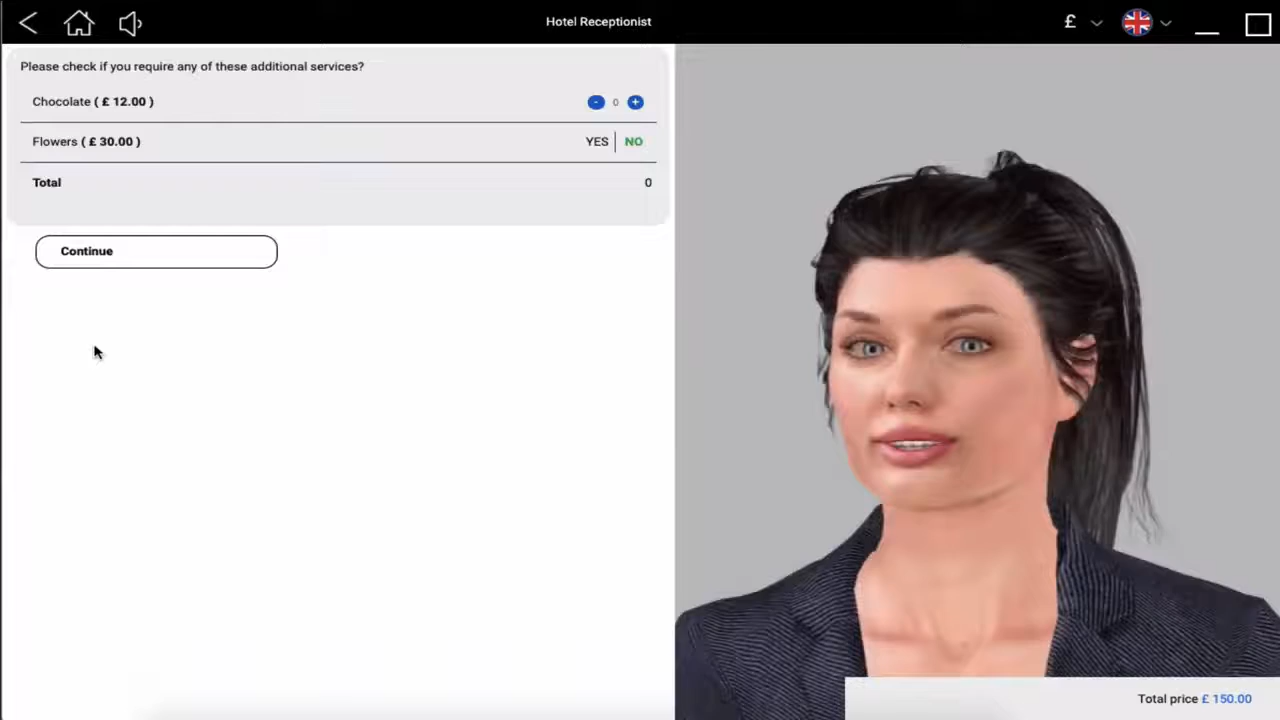 Hotel Receptionist
£
Please check if you require any of these additional services?
Chocolate ( £ 12.00 ) - 0 +
Flowers ( £ 30.00 ) YES NO
Total 0
Continue
Total price £ 150.00